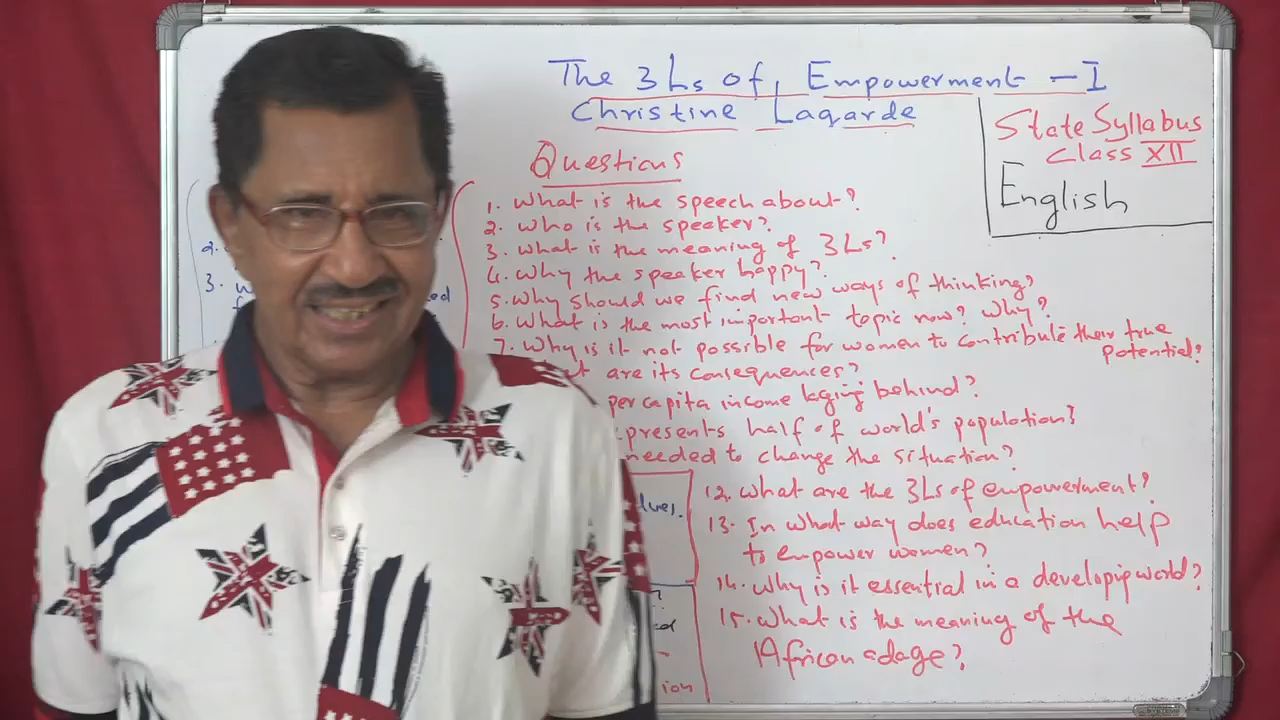 The 3Ls of Empowerment - I
Christine Lagarde
State Syllabus
Class XII
English
Questions
1. What is the speech about?
2. Who is the speaker?
3. What is the meaning of 3Ls?
4. Why the speaker happy?
5. Why should we find new ways of thinking?
6. What is the most important topic now? Why?
7. Why is it not possible for women to contribute their true
potential?
are its consequences?
per capita income laging behind?
presents half of world's population?
needed to change the situation?
12. What are the 3Ls of empowerment?
13. In what way does education help
to empower women?
14. Why is it essential in a developig world?
15. What is the meaning of the
African adage?
2.
3.